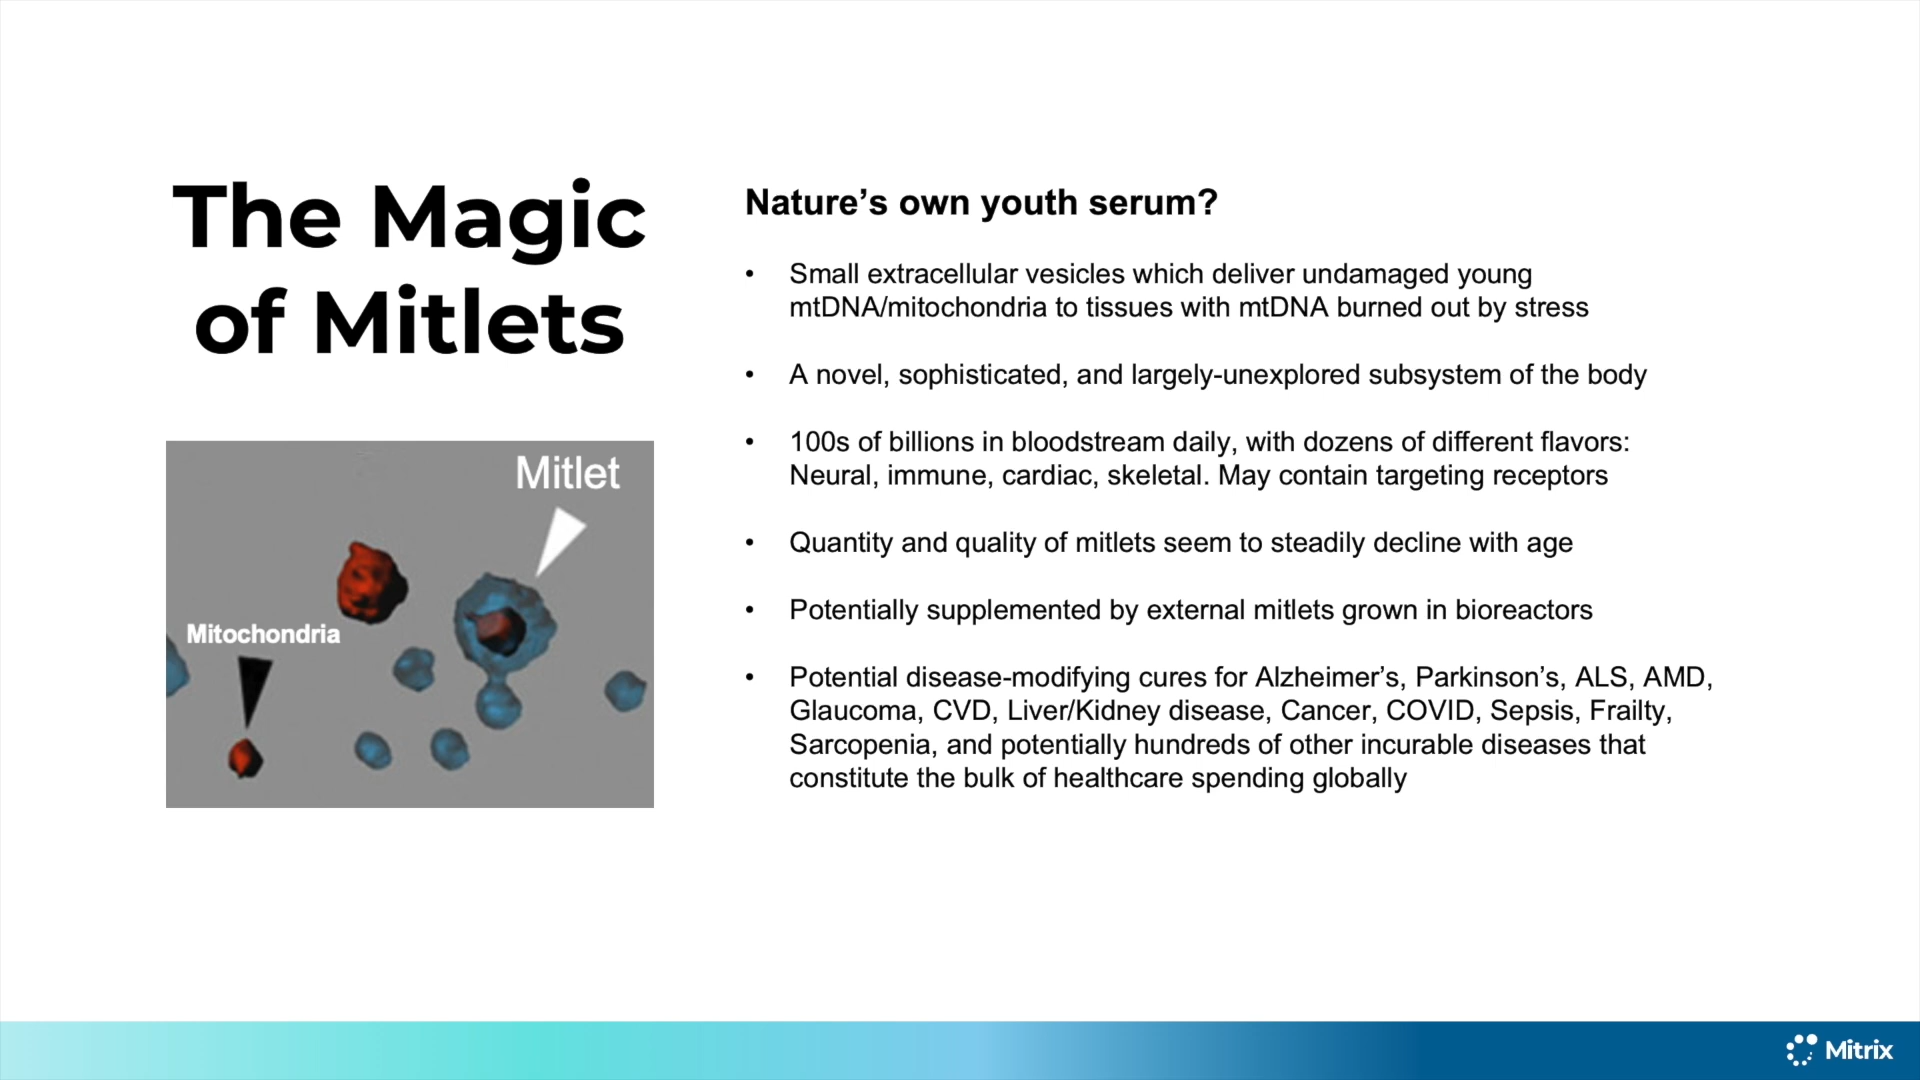 The Magic
of Mitlets
Mitlet
Mitochondria
Nature’s own youth serum?
• Small extracellular vesicles which deliver undamaged young
mtDNA/mitochondria to tissues with mtDNA burned out by stress
• A novel, sophisticated, and largely-unexplored subsystem of the body
• 100s of billions in bloodstream daily, with dozens of different flavors:
Neural, immune, cardiac, skeletal. May contain targeting receptors
• Quantity and quality of mitlets seem to steadily decline with age
• Potentially supplemented by external mitlets grown in bioreactors
• Potential disease-modifying cures for Alzheimer’s, Parkinson’s, ALS, AMD,
Glaucoma, CVD, Liver/Kidney disease, Cancer, COVID, Sepsis, Frailty,
Sarcopenia, and potentially hundreds of other incurable diseases that
constitute the bulk of healthcare spending globally
Mitrix